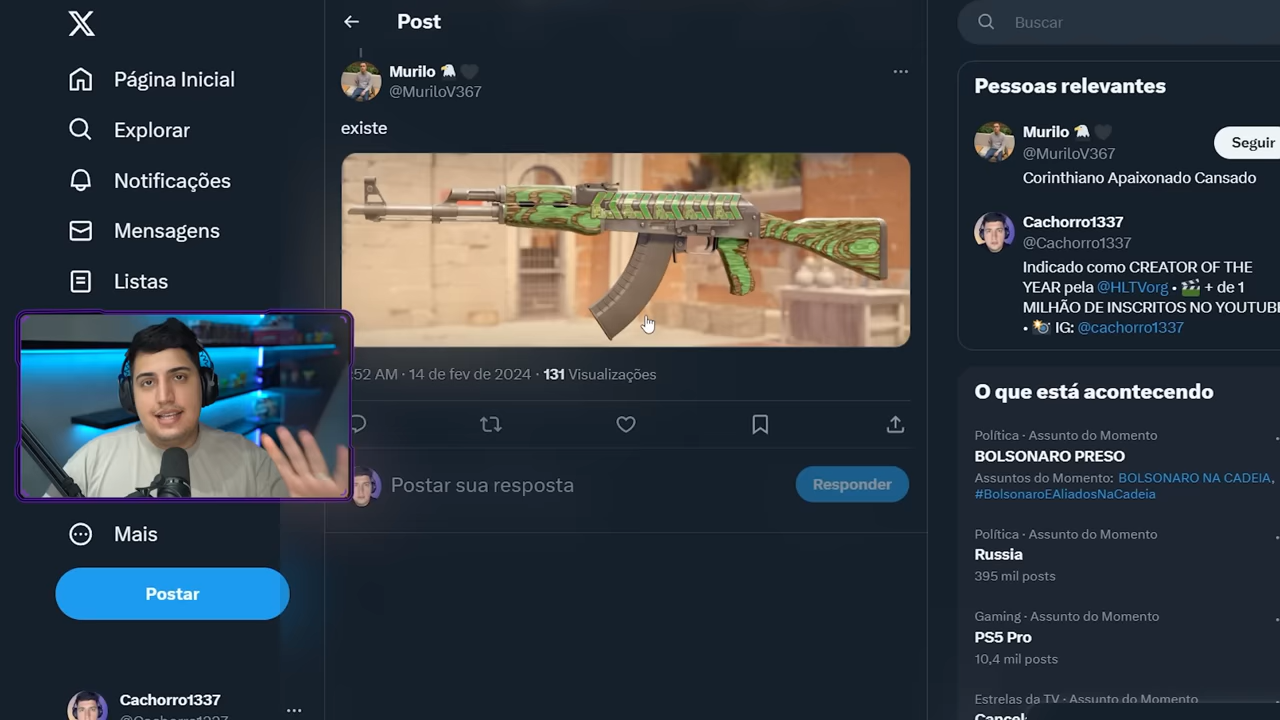 Post
Buscar
Página Inicial
Explorar
Notificações
Mensagens
Listas
Mais
Postar
Cachorro1337
@Cachorro1337
Murilo
@MuriloV367
existe
:52 AM · 14 de fev de 2024 · 131 Visualizações
Postar sua resposta
Responder
Pessoas relevantes
Murilo
@MuriloV367
Seguir
Corinthiano Apaixonado Cansado
Cachorro1337
@Cachorro1337
Indicado como CREATOR OF THE
YEAR pela @HLTVorg • + de 1
MILHÃO DE INSCRITOS NO YOUTUBE
• IG: @cachorro1337
O que está acontecendo
Política · Assunto do Momento
BOLSONARO PRESO
Assuntos do Momento: BOLSONARO NA CADEIA,
#BolsonaroEAliadosNaCadeia
Política · Assunto do Momento
Russia
395 mil posts
Gaming · Assunto do Momento
PS5 Pro
10,4 mil posts
Estrelas da TV · Assunto do Momento